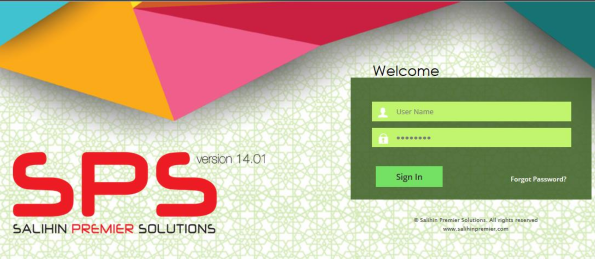 Welcome
User Name
••••••••
Sign In
Forgot Password?
version 14.01
SPS
SALIHIN PREMIER SOLUTIONS
© Salihin Premier Solutions. All rights reserved
www.salihinpremier.com